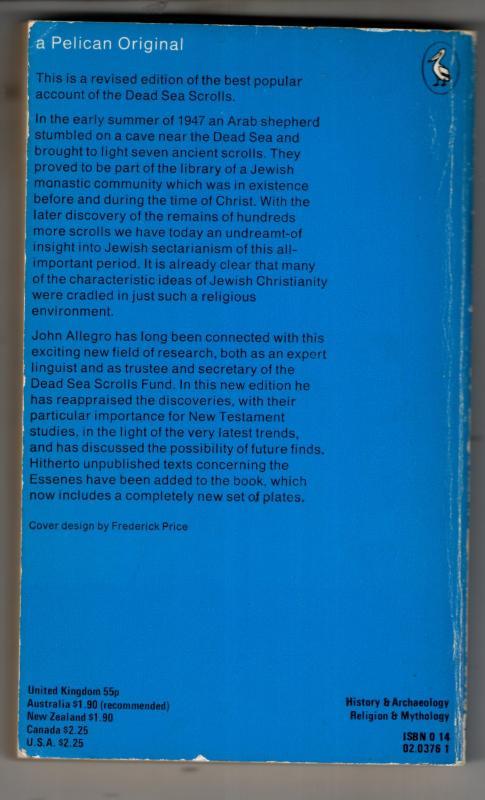 a Pelican Original
This is a revised edition of the best popular
account of the Dead Sea Scrolls.
In the early summer of 1947 an Arab shepherd
stumbled on a cave near the Dead Sea and
brought to light seven ancient scrolls. They
proved to be part of the library of a Jewish
monastic community which was in existence
before and during the time of Christ. With the
later discovery of the remains of hundreds
more scrolls we have today an undreamt-of
insight into Jewish sectarianism of this all-
important period. It is already clear that many
of the characteristic ideas of Jewish Christianity
were cradled in just such a religious
environment.
John Allegro has long been connected with this
exciting new field of research, both as an expert
linguist and as trustee and secretary of the
Dead Sea Scrolls Fund. In this new edition he
has reappraised the discoveries, with their
particular importance for New Testament
studies, in the light of the very latest trends,
and has discussed the possibility of future finds.
Hitherto unpublished texts concerning the
Essenes have been added to the book, which
now includes a completely new set of plates.
Cover design by Frederick Price
United Kingdom 55p
Australia $1.90 (recommended)
New Zealand $1.90
Canada $2.25
U.S.A. $2.25
History & Archaeology
Religion & Mythology
ISBN 0 14
02.0376 1